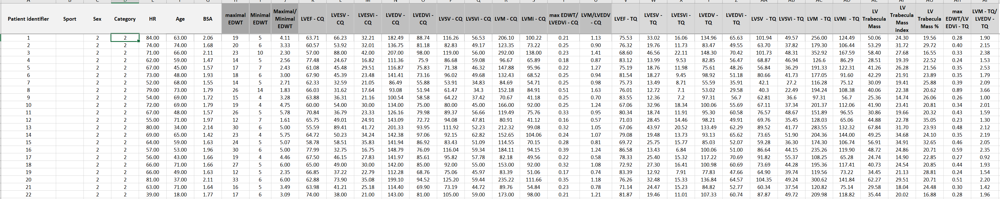 A B C D E F G H I J K L M N O P Q R S T U V W X Y Z AA AB AC AD AE AF AG AH AI
Patient identifier Sport Sex Category HR Age BSA maximal EDWT Minimal EDWT Maximal/ Minimal EDWT LVEF - CQ LVESV - CQ LVESVi - CQ LVEDV - CQ LVEDVi - CQ LVSV - CQ LVSVi - CQ LVM - CQ LVMi - CQ max EDWT/ LVEDVi - CQ LVM/LVEDV - CQ LVEF - TQ LVESV - TQ LVESVi - TQ LVEDV - TQ LVEDVi - TQ LVSV - TQ LVSVi - TQ LVM - TQ LVMi - TQ LV Trabecula Mass LV Trabecula Mass index LV Trabecula Mass % max EDWT/LV EDVi - TQ LVM - TQ/ LVEDV - TQ
1 2 2 84.00 63.00 2.06 19 5 4.11 63.71 66.23 32.21 182.49 88.74 116.26 56.53 206.10 100.22 0.21 1.13 75.53 33.02 16.06 134.96 65.63 101.94 49.57 256.00 124.49 50.06 24.30 19.56 0.28 1.90
2 2 2 74.00 74.00 1.68 20 6 3.33 60.57 53.92 32.01 136.75 81.18 82.83 49.17 123.35 73.22 0.25 0.90 76.32 19.76 11.73 83.47 49.55 63.70 37.82 179.30 106.44 53.29 31.72 29.72 0.40 2.15
3 2 2 71.00 66.00 2.11 23 10 2.30 57.00 88.00 42.00 207.00 98.00 119.00 56.00 292.00 138.00 0.23 1.41 68.60 46.56 22.11 148.30 70.42 101.73 48.31 352.92 167.59 58.40 27.68 16.55 0.33 2.38
4 2 2 62.00 59.00 1.47 14 5 2.56 77.48 24.67 16.82 111.36 75.9 86.68 59.08 96.67 65.89 0.18 0.87 83.12 13.99 9.53 82.85 56.47 68.87 46.94 126.6 86.29 28.51 19.39 22.52 0.24 1.53
5 2 2 67.00 45.00 1.57 17 7 2.43 61.08 45.48 29.51 116.87 75.83 71.38 46.32 147.88 95.96 0.22 1.27 75.19 18.76 11.98 75.61 48.26 56.84 36.29 191.33 122.31 41.26 26.28 21.56 0.35 2.53
6 2 2 73.00 48.00 1.93 18 6 3.00 67.90 45.39 23.48 141.41 73.16 96.02 49.68 132.43 68.52 0.25 0.94 81.54 18.27 9.45 98.92 51.18 80.66 41.73 177.05 91.60 42.29 21.91 23.89 0.35 1.79
7 2 2 52.00 68.00 1.55 14 5 2.71 62.33 32.59 21.05 86.49 55.88 53.91 34.83 84.69 54.71 0.25 0.98 75.73 13.49 8.71 55.59 35.91 42.1 27.2 116.28 75.12 30.09 19.41 25.88 0.39 2.09
8 2 2 79.00 73.00 1.79 26 14 1.83 66.03 31.62 17.64 93.08 51.94 61.47 34.3 152.18 84.91 0.51 1.63 76.01 12.72 7.1 53.02 29.58 40.3 22.49 194.24 108.38 40.06 22.38 20.62 0.89 3.66
9 2 2 54.00 69.00 1.72 15 4 3.28 63.88 36.31 21.16 100.54 58.58 64.22 37.42 70.67 41.18 0.25 0.70 83.55 12.36 7.2 97.31 56.7 62.81 36.6 97.31 56.7 25.36 14.74 26.06 0.26 1.00
10 2 2 72.00 69.00 1.79 19 4 4.75 60.00 54.00 30.00 134.00 75.00 80.00 45.00 166.00 92.00 0.25 1.24 67.06 32.96 18.34 100.06 55.69 67.11 37.34 201.37 112.06 41.90 23.41 20.81 0.34 2.01
11 2 2 67.00 48.00 1.57 26 5 5.78 70.84 36.79 23.33 126.16 79.98 89.37 56.66 119.49 75.76 0.33 0.95 80.34 18.74 11.91 95.30 60.58 76.57 48.67 151.89 96.55 30.86 19.66 20.32 0.43 1.59
12 2 2 55.00 71.00 1.97 12 7 1.61 65.75 49.01 24.91 143.09 72.72 94.08 47.81 80.91 41.12 0.16 0.57 71.03 28.45 14.46 98.21 49.91 69.76 35.45 128.03 65.06 44.88 22.78 35.05 0.23 1.30
13 2 2 80.00 34.00 2.14 30 6 5.00 55.59 89.41 41.72 201.33 93.95 111.92 52.23 212.32 99.08 0.32 1.05 67.06 43.97 20.52 133.49 62.29 89.52 41.77 283.55 132.32 67.84 31.70 23.93 0.48 2.12
14 2 2 69.00 65.00 1.42 23 4 5.75 64.72 50.23 34.24 142.38 97.06 92.15 62.82 152.65 104.06 0.24 1.07 79.08 19.48 13.73 93.13 65.62 73.65 51.90 204.36 144.00 49.25 34.68 24.10 0.35 2.19
15 2 2 64.00 59.00 1.63 24 5 5.07 58.78 58.51 35.83 141.94 86.92 83.43 51.09 114.55 70.15 0.28 0.81 69.72 25.75 15.77 85.03 52.07 59.28 36.30 174.30 106.74 56.91 34.91 32.65 0.46 2.05
16 2 2 57.00 53.00 1.96 30 6 5.00 77.99 32.75 16.75 148.79 76.09 116.04 59.34 184.11 94.15 0.39 1.24 86.58 13.43 6.84 100.06 51.00 86.64 44.15 235.26 119.90 48.72 24.86 20.71 0.59 2.35
17 2 2 56.00 43.00 1.66 19 4 4.46 67.50 46.15 27.83 141.97 85.61 95.82 57.78 82.18 49.56 0.22 0.58 78.33 25.40 15.32 117.22 70.69 91.82 55.37 108.25 65.28 24.74 14.90 22.85 0.27 0.92
18 2 2 66.00 71.00 1.66 27 5 6.00 65.00 49.00 30.00 142.00 85.00 92.00 55.00 153.00 92.00 0.32 1.08 72.92 27.30 16.41 100.98 60.69 73.69 44.28 195.36 117.41 40.73 24.54 20.85 0.44 1.93
19 2 2 66.00 49.00 1.63 12 5 2.35 66.85 37.22 22.79 112.28 68.76 75.06 45.97 83.39 51.06 0.17 0.74 83.39 12.92 7.91 77.83 47.66 64.90 39.74 119.56 73.22 34.45 21.13 28.81 0.24 1.54
20 2 2 81.00 37.00 2.11 33 6 6.00 62.88 73.90 35.08 199.10 94.52 125.20 59.44 235.22 111.66 0.35 1.18 76.26 32.48 15.33 136.84 64.57 104.35 49.24 300.62 141.84 62.27 29.51 20.71 0.51 2.20
21 2 2 63.00 71.00 1.64 16 5 3.49 63.98 41.21 25.18 114.40 69.90 73.19 44.72 89.76 54.84 0.23 0.78 71.14 24.47 15.23 84.82 52.77 60.34 37.54 120.82 75.14 29.58 18.04 24.48 0.30 1.42
22 2 2 39.00 18.00 1.77 17 6 3.09 74.00 38.00 21.00 143.00 81.00 105.00 59.00 173.00 98.00 0.21 1.21 81.87 19.46 11.01 107.33 60.74 87.87 49.72 209.98 118.82 35.44 20.02 16.88 0.28 1.96